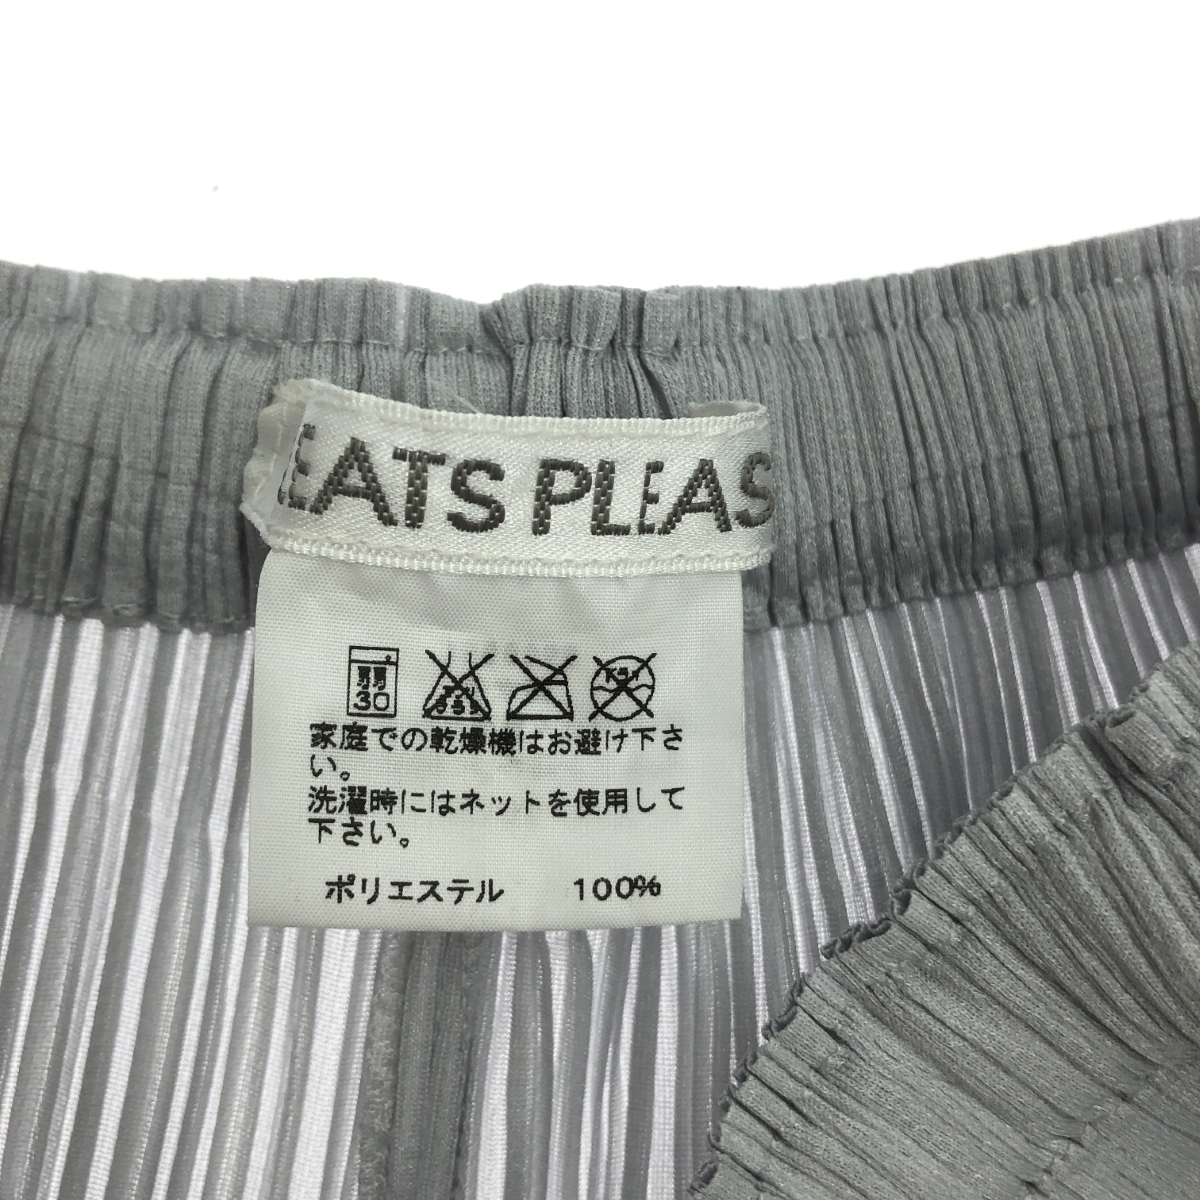 EATS PLEAS
弱
30
家庭での乾燥機はお避け下さ
い。
洗濯時にはネットを使用して
下さい。
ポリエステル 100%